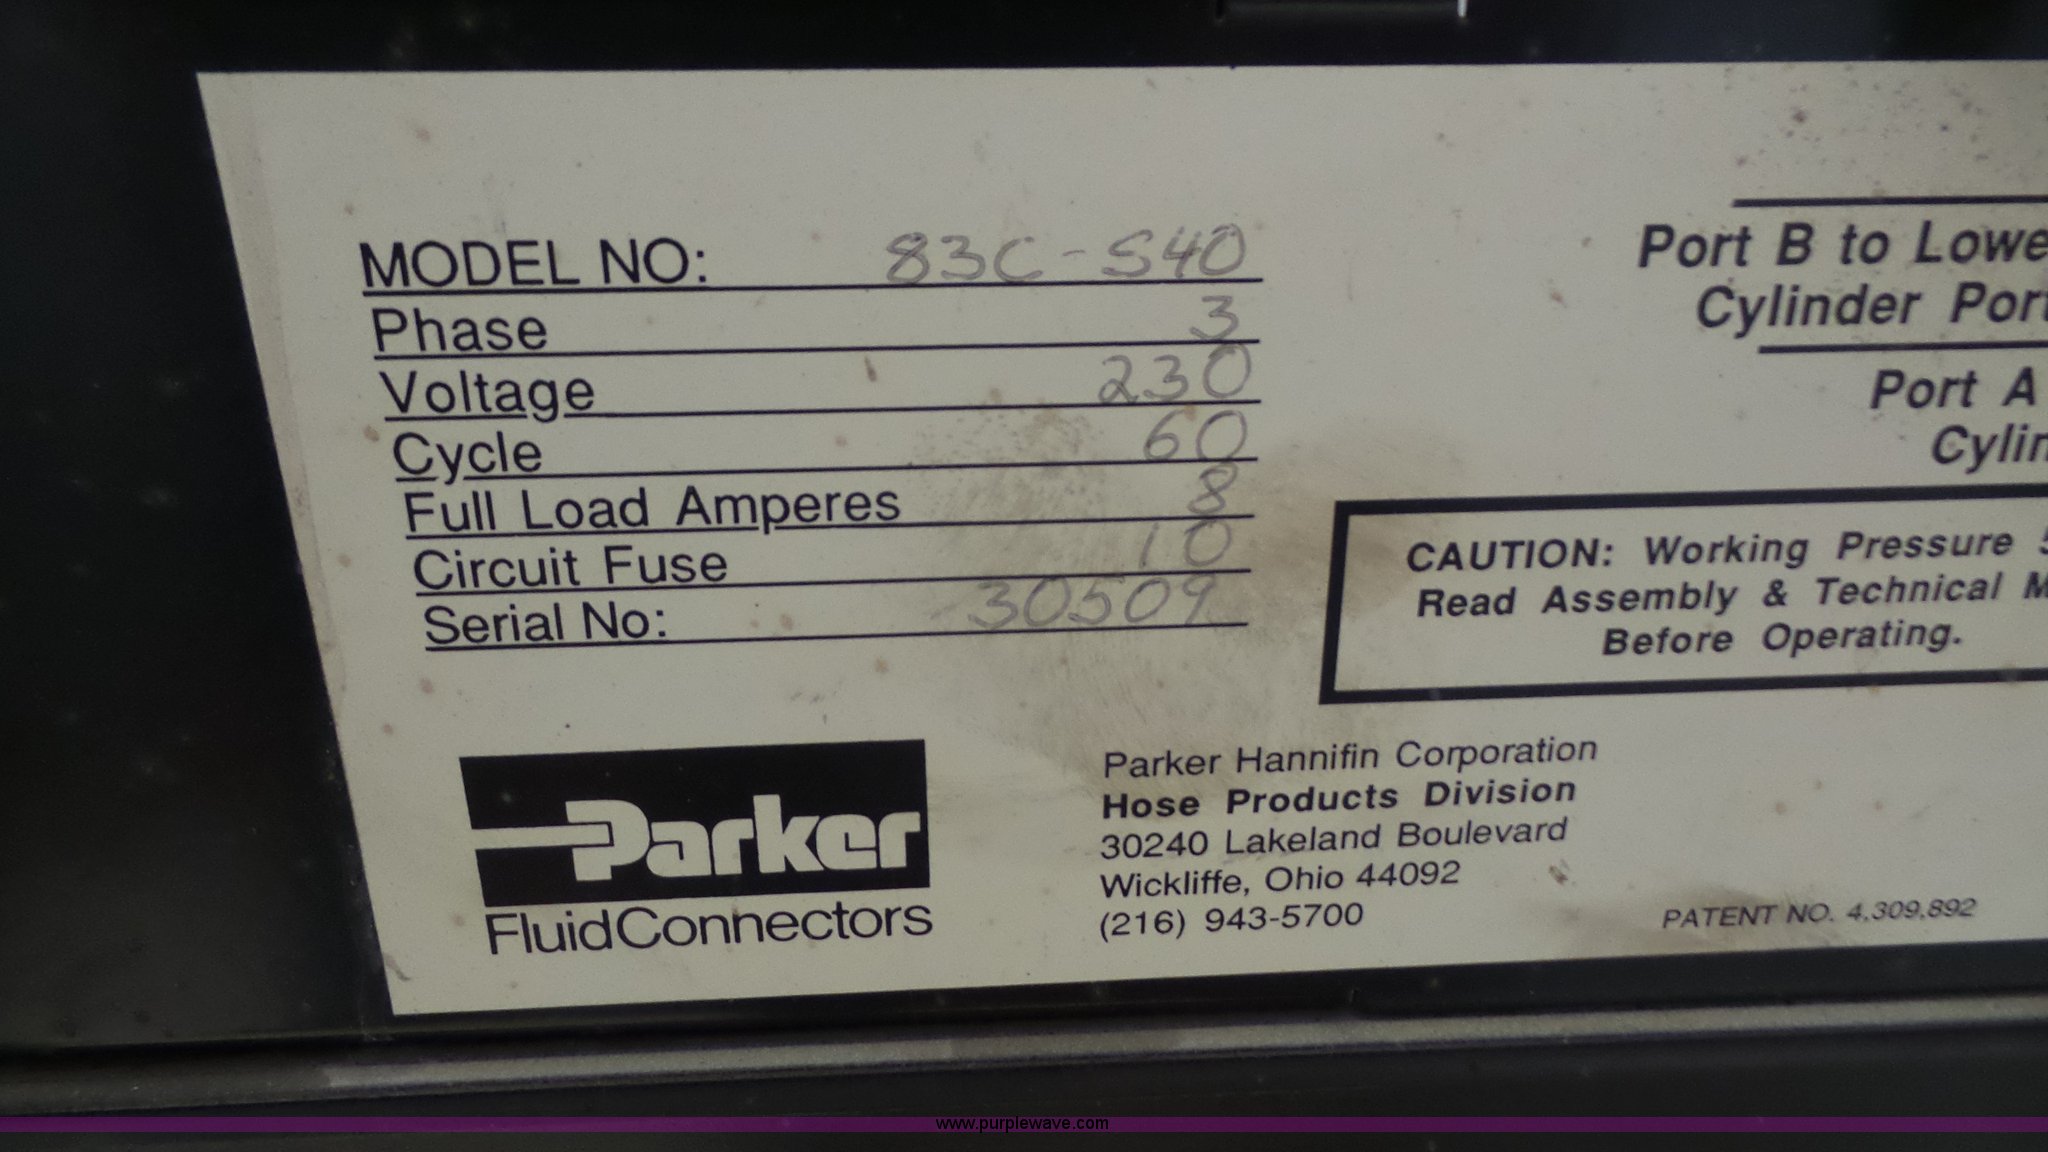 MODEL NO: 83C-S40
Phase 3
Voltage 230
Cycle 60
Full Load Amperes 8
Circuit Fuse 10
Serial No: 30509
Port B to
Cylinder
Port A
CAUTION: Working Pressure
Read Assembly & Technical
Before Operating.
Parker
FluidConnectors
Parker Hannifin Corporation
Hose Products Division
30240 Lakeland Boulevard
Wickliffe, Ohio 44092
(216) 943-5700
PATENT NO. 4,309,892
www.purplewave.com